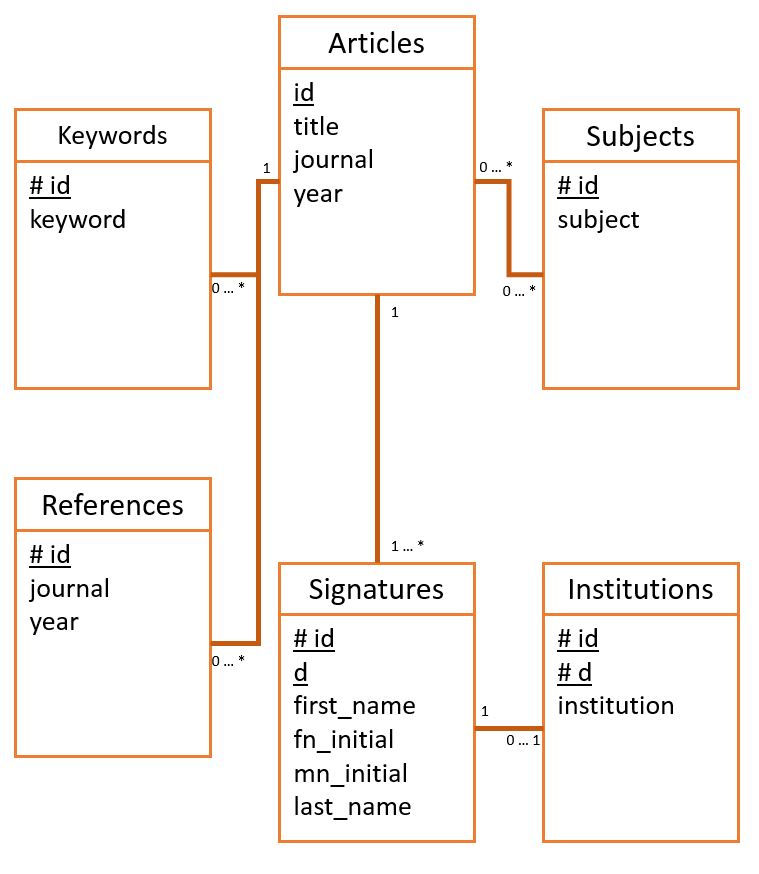 Articles
id
title
journal
year
Keywords
# id
keyword
Subjects
# id
subject
1
0 ... *
0 ... *
0 ... *
1
References
# id
journal
year
0 ... *
1 ... *
Signatures
# id
d
first_name
fn_initial
mn_initial
last_name
1
0 ... 1
Institutions
# id
# d
institution